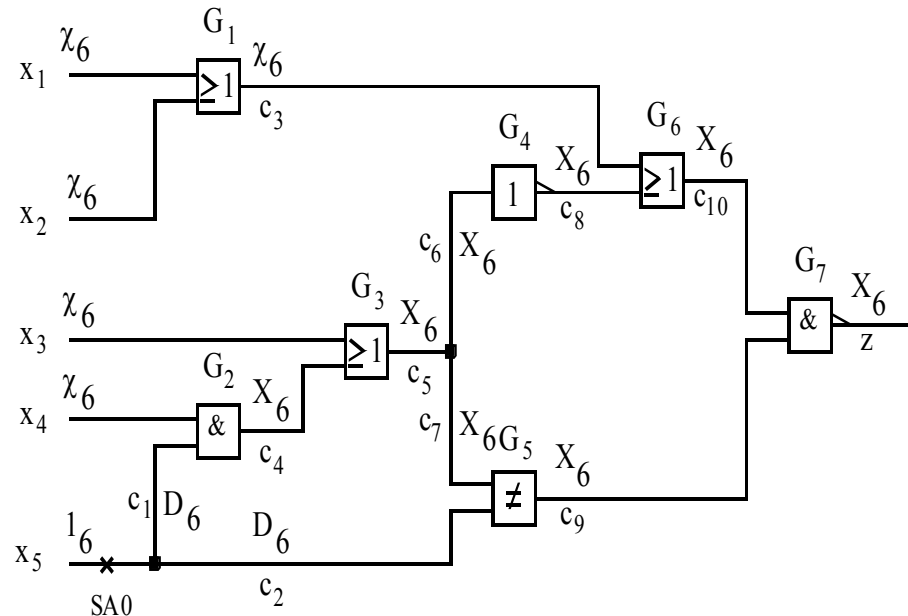 G₁
χ₆
x₁
≥1
χ₆
c₃
χ₆
x₂
G₄
X₆
1
c₈
G₆
X₆
≥1
c₁₀
c₆
X₆
G₃
χ₆
x₃
≥1
X₆
c₅
G₇
X₆
&
z
G₂
χ₆
x₄
&
X₆
c₄
c₇
X₆
G₅
X₆
≠
c₉
c₁
D₆
1₆
x₅
D₆
c₂
SA0